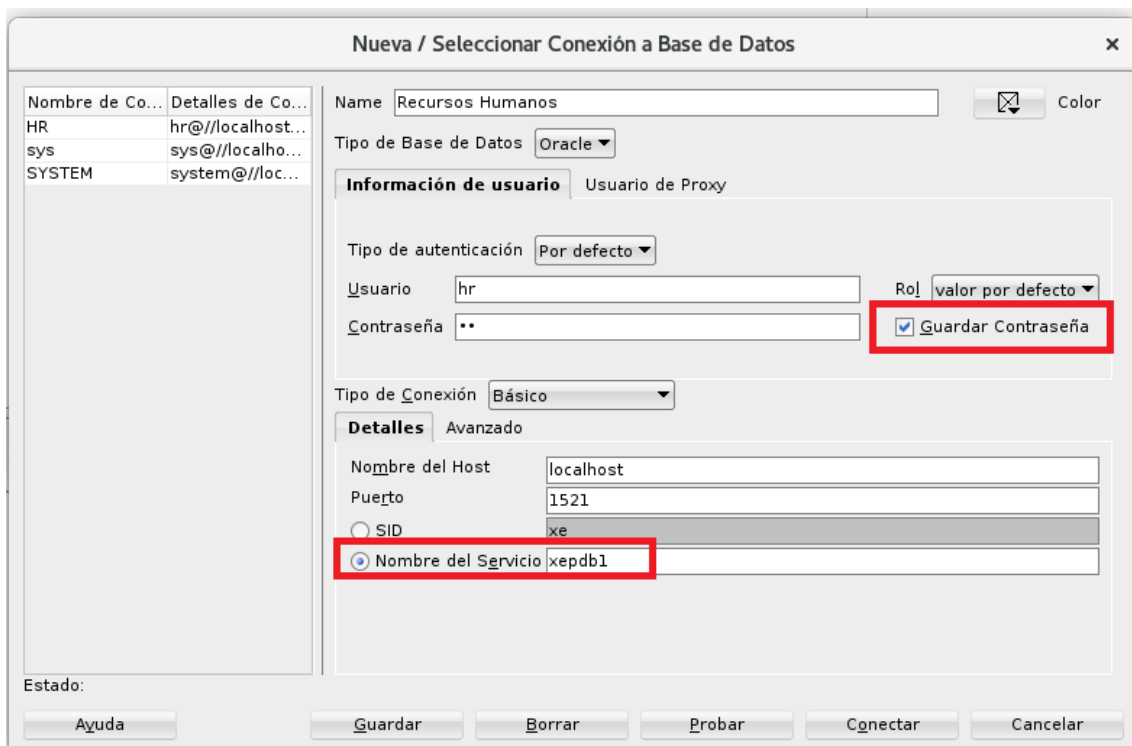 Nueva / Seleccionar Conexión a Base de Datos
Nombre de Co... Detalles de Co...
HR hr@//localhost...
sys sys@//localho...
SYSTEM system@//loc...
Name Recursos Humanos Color
Tipo de Base de Datos Oracle
Información de usuario Usuario de Proxy
Tipo de autenticación Por defecto
Usuario hr Rol valor por defecto
Contraseña •• Guardar Contraseña
Tipo de Conexión Básico
Detalles Avanzado
Nombre del Host localhost
Puerto 1521
SID xe
Nombre del Servicio xepdb1
Estado:
Ayuda Guardar Borrar Probar Conectar Cancelar